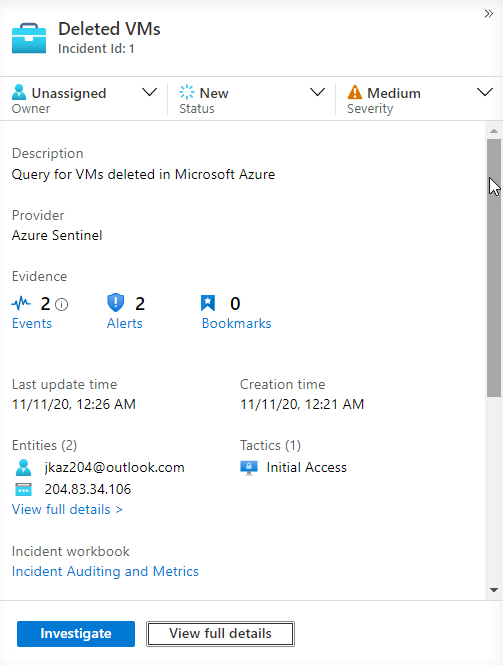 Deleted VMs
Incident Id: 1
Unassigned New Medium
Owner Status Severity
Description
Query for VMs deleted in Microsoft Azure
Provider
Azure Sentinel
Evidence
2 2 0
Events Alerts Bookmarks
Last update time Creation time
11/11/20, 12:26 AM 11/11/20, 12:21 AM
Entities (2) Tactics (1)
jkaz204@outlook.com Initial Access
204.83.34.106
View full details >
Incident workbook
Incident Auditing and Metrics
Investigate View full details